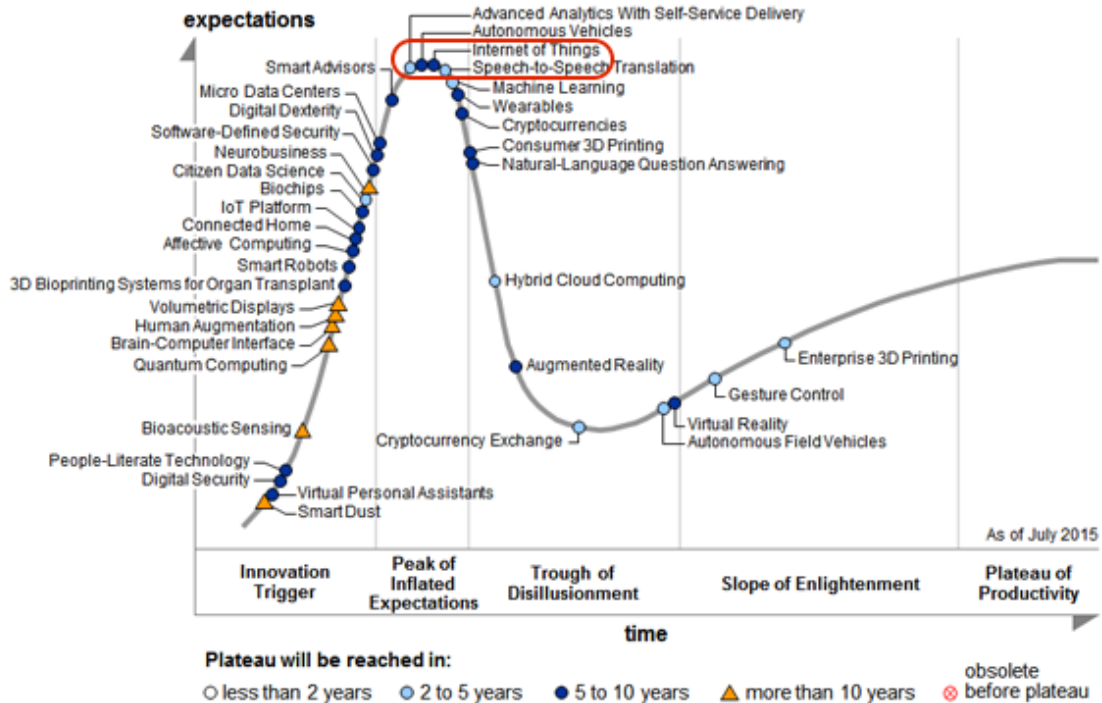 expectations
Advanced Analytics With Self-Service Delivery
Autonomous Vehicles
Internet of Things
Speech-to-Speech Translation
Machine Learning
Wearables
Cryptocurrencies
Consumer 3D Printing
Natural-Language Question Answering
Smart Advisors
Micro Data Centers
Digital Dexterity
Software-Defined Security
Neurobusiness
Citizen Data Science
Biochips
IoT Platform
Connected Home
Affective Computing
Smart Robots
3D Bioprinting Systems for Organ Transplant
Volumetric Displays
Human Augmentation
Brain-Computer Interface
Quantum Computing
Bioacoustic Sensing
People-Literate Technology
Digital Security
Virtual Personal Assistants
Smart Dust
Hybrid Cloud Computing
Augmented Reality
Cryptocurrency Exchange
Enterprise 3D Printing
Gesture Control
Virtual Reality
Autonomous Field Vehicles
As of July 2015
Innovation
Trigger
Peak of
Inflated
Expectations
Trough of
Disillusionment
Slope of Enlightenment
Plateau of
Productivity
time
Plateau will be reached in:
less than 2 years
2 to 5 years
5 to 10 years
more than 10 years
obsolete
before plateau